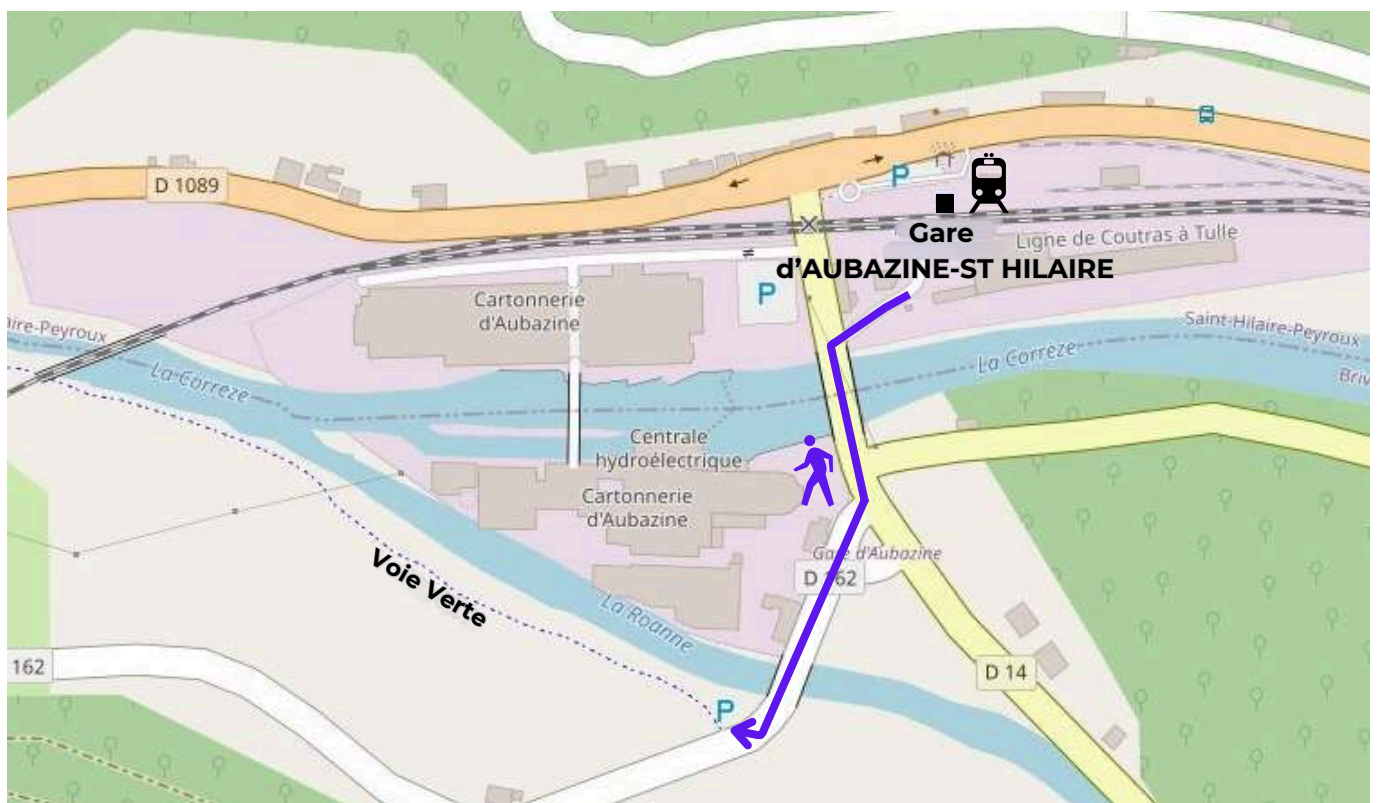 D 1089
P
Gare
d'AUBAZINE-ST HILAIRE
Ligne de Coutras à Tulle
Cartonnerie
d'Aubazine
P
aire-Peyroux
La Corrèze
La Corrèze
Saint-Hilaire-Peyroux
Briv
Centrale
hydroélectrique
Cartonnerie
d'Aubazine
Gare d'Aubazine
D 162
Voie Verte
La Roanne
162
D 14
P